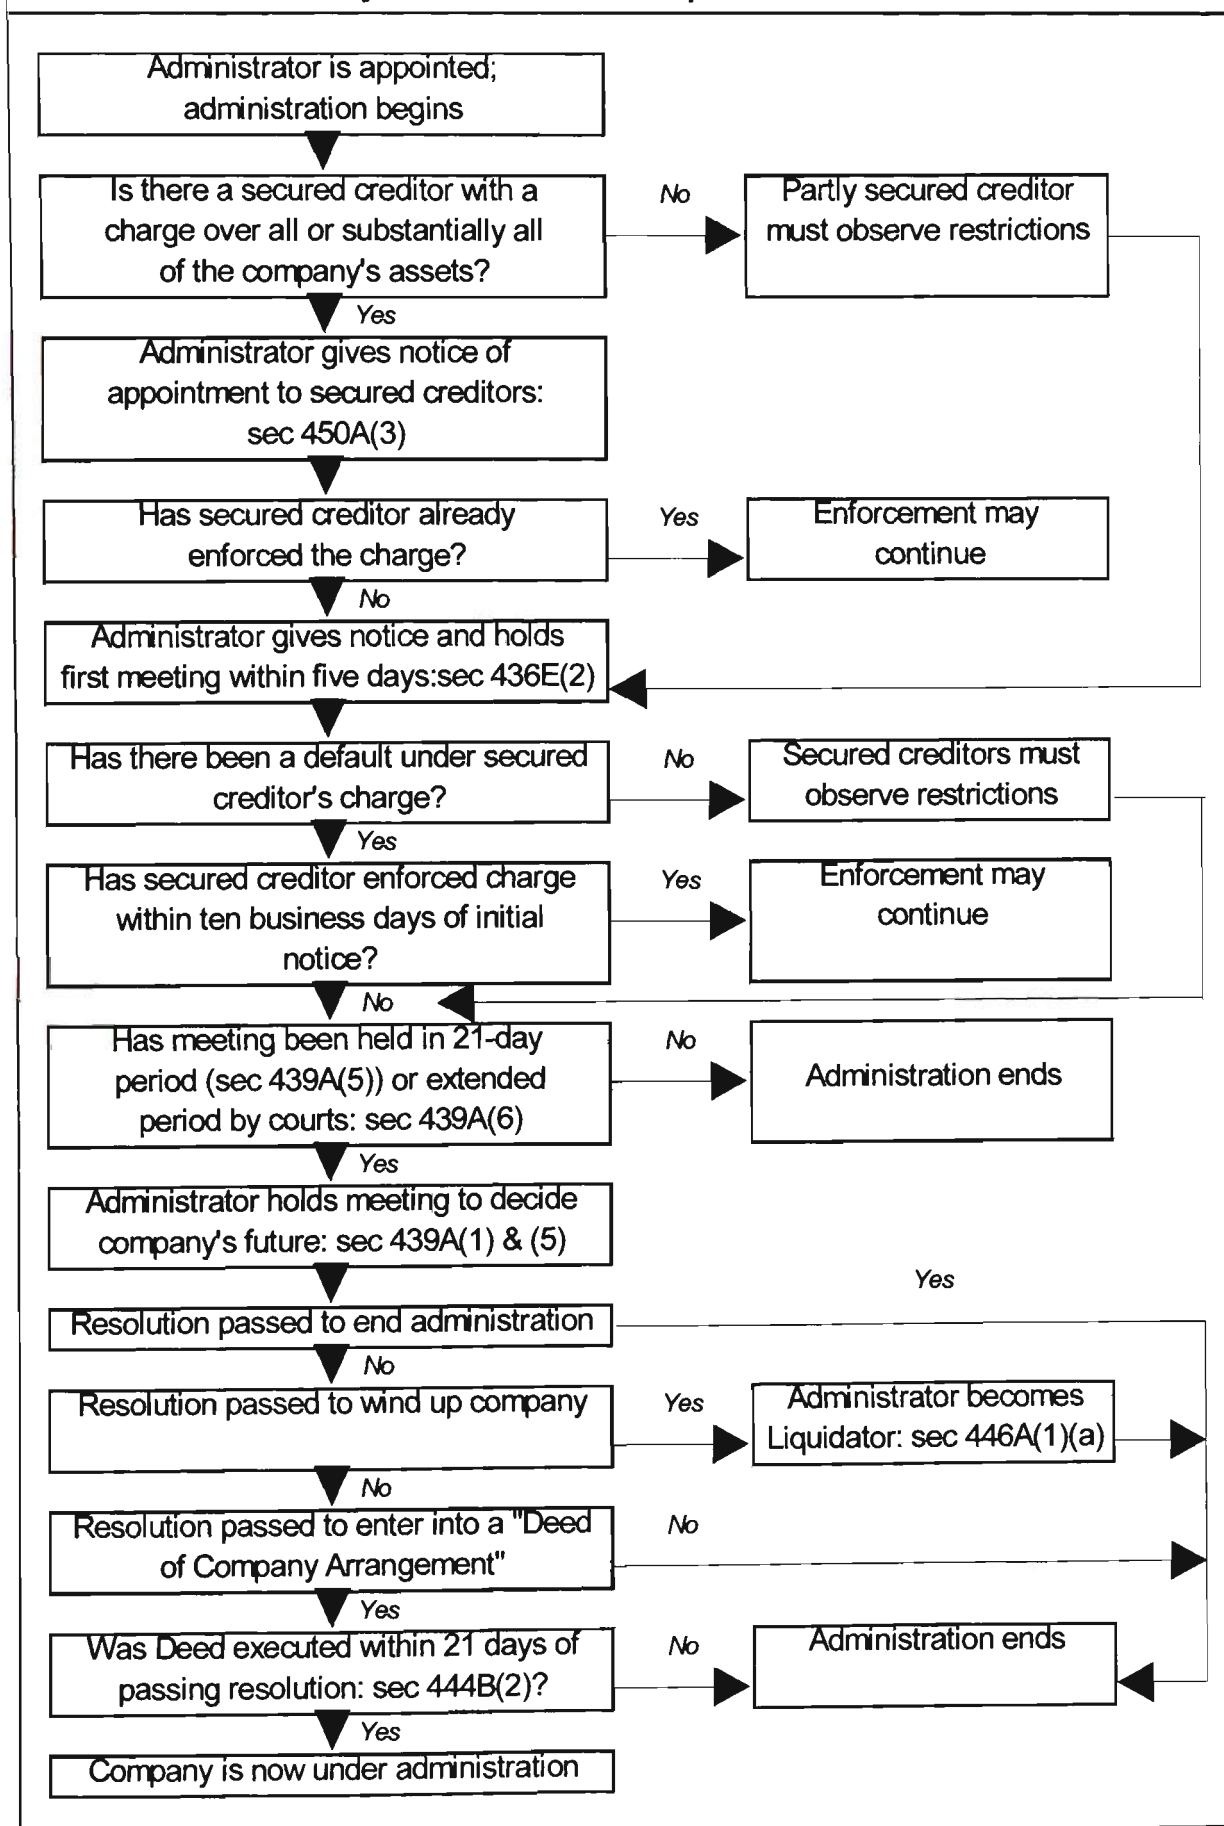 Administrator is appointed;
administration begins
Is there a secured creditor with a
charge over all or substantially all
of the company's assets?
No
Partly secured creditor
must observe restrictions
Yes
Administrator gives notice of
appointment to secured creditors:
sec 450A(3)
Has secured creditor already
enforced the charge?
Yes
Enforcement may
continue
No
Administrator gives notice and holds
first meeting within five days:sec 436E(2)
Has there been a default under secured
creditor's charge?
No
Secured creditors must
observe restrictions
Yes
Has secured creditor enforced charge
within ten business days of initial
notice?
Yes
Enforcement may
continue
No
Has meeting been held in 21-day
period (sec 439A(5)) or extended
period by courts: sec 439A(6)
No
Administration ends
Yes
Administrator holds meeting to decide
company's future: sec 439A(1) & (5)
Yes
Resolution passed to end administration
No
Resolution passed to wind up company
Yes
Administrator becomes
Liquidator: sec 446A(1)(a)
No
Resolution passed to enter into a "Deed
of Company Arrangement"
No
Yes
Was Deed executed within 21 days of
passing resolution: sec 444B(2)?
No
Administration ends
Yes
Company is now under administration